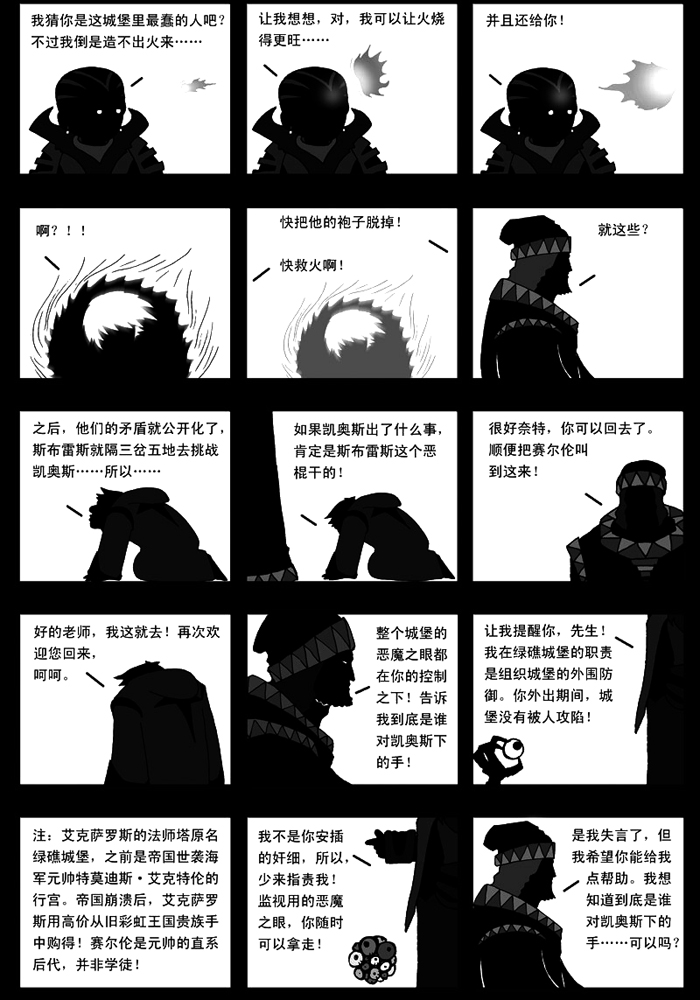 我猜你是这城堡里最蠢的人吧？
不过我倒是造不出火来……
让我想想，对，我可以让火烧
得更旺……
并且还给你！
啊？！！
快把他的袍子脱掉！
快救火啊！
就这些？
之后，他们的矛盾就公开化了，
斯布雷斯就隔三岔五地去挑战
凯奥斯……所以……
如果凯奥斯出了什么事，
肯定是斯布雷斯这个恶
棍干的！
很好奈特，你可以回去了。
顺便把赛尔伦叫
到这来！
好的老师，我这就去！再次欢
迎您回来，
呵呵。
整个城堡的
恶魔之眼都
在你的控制
之下！告诉
我到底是谁
对凯奥斯下
的手！
让我提醒你，先生！
我在绿礁城堡的职责
是组织城堡的外围防
御。你外出期间，城
堡没有被人攻陷！
注：艾克萨罗斯的法师塔原名
绿礁城堡，之前是帝国世袭海
军元帅特莫迪斯·艾克特伦的
行宫。帝国崩溃后，艾克萨罗
斯用高价从旧彩虹王国贵族手
中购得！赛尔伦是元帅的直系
后代，并非学徒！
我不是你安插
的奸细，所以，
少来指责我！
监视用的恶魔
之眼，你随时
可以拿走！
是我失言了，但
我希望你能给我
点帮助。我想
知道到底是谁
对凯奥斯下的
手……可以吗？